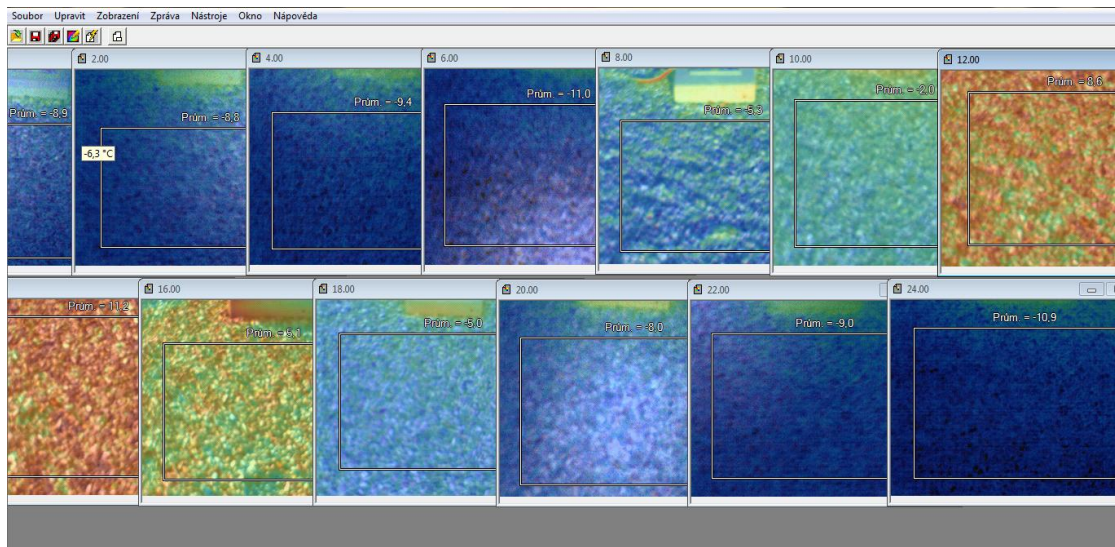 Soubor Upravit Zobrazení Zpráva Nástroje Okno Nápověda
2.00 4.00 6.00 8.00 10.00 12.00
Prům. = -8,9
Prům. = -8,8
Prům. = -9,4
Prům. = -11,0
Prům. = -5,3
Prům. = -2,0
Prům. = 8,6
-6,3 °C
16.00 18.00 20.00 22.00 24.00
Prům. = 11,2
Prům. = 5,1
Prům. = -5,0
Prům. = -8,0
Prům. = -9,0
Prům. = -10,9